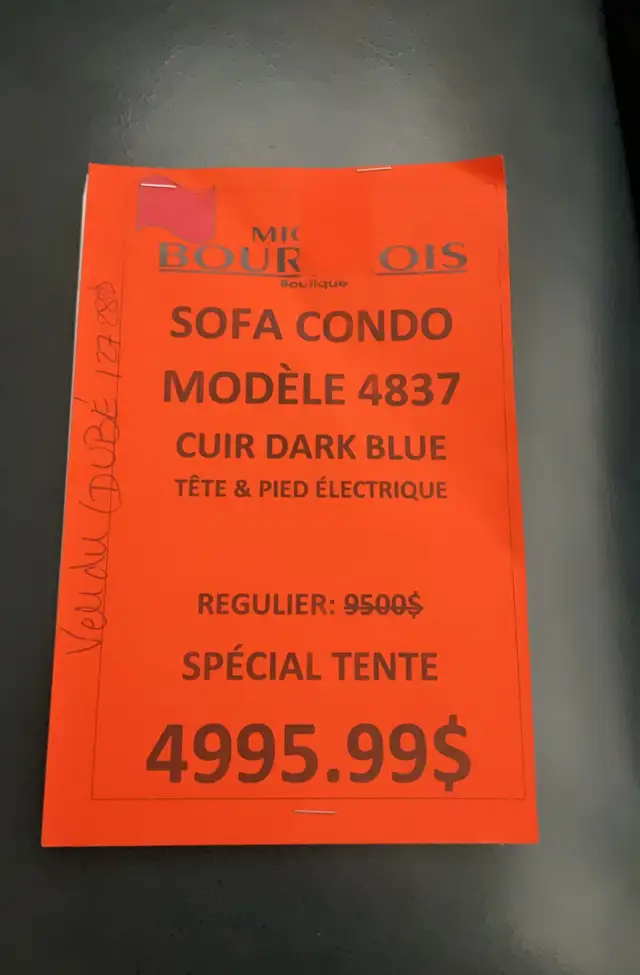 MIC
BOUR OIS
Boutique
SOFA CONDO
MODÈLE 4837
CUIR DARK BLUE
TÊTE & PIED ÉLECTRIQUE
REGULIER: 9500$
SPÉCIAL TENTE
4995.99$
Vendu (DUBÉ